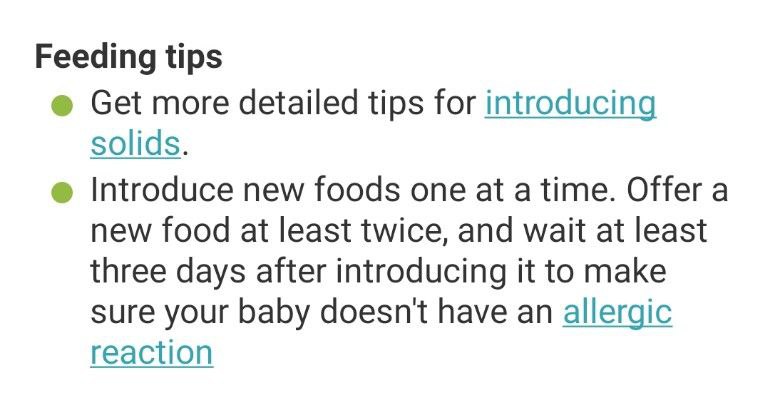 Feeding tips
Get more detailed tips for introducing
solids.
Introduce new foods one at a time. Offer a
new food at least twice, and wait at least
three days after introducing it to make
sure your baby doesn't have an allergic
reaction